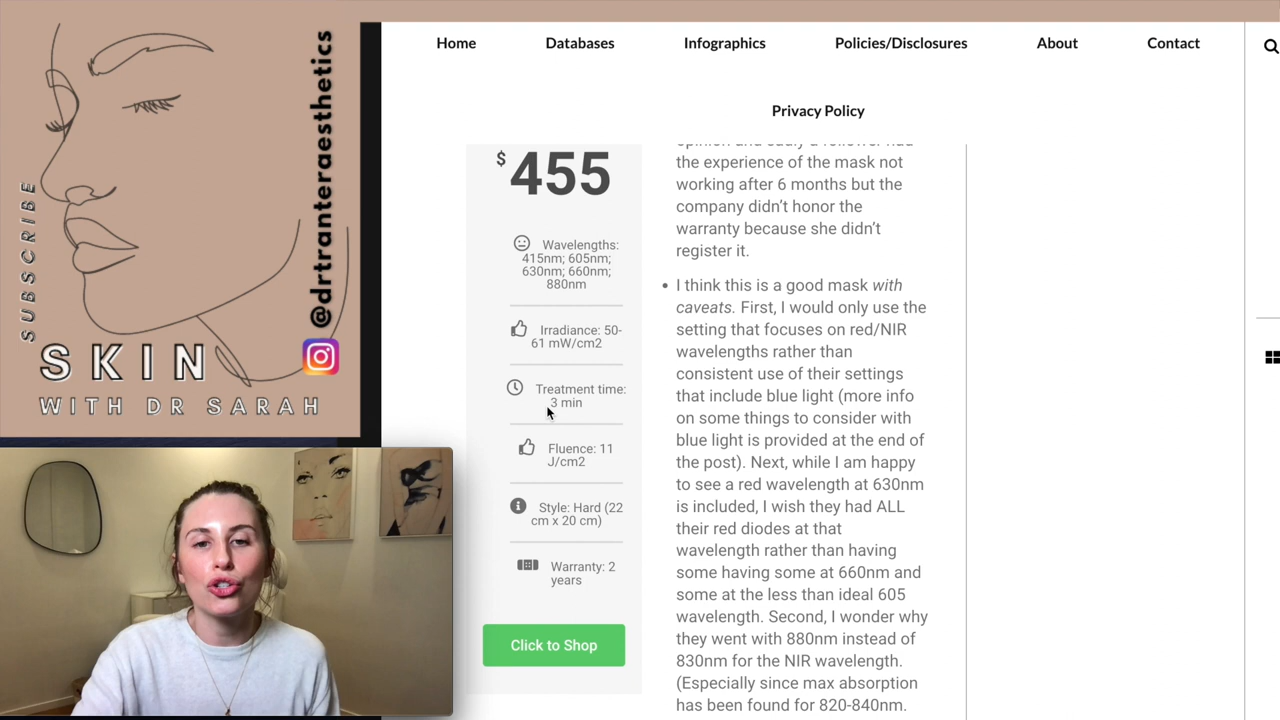 SUBSCRIBE
@drtranteraesthetics
SKIN
WITH DR SARAH
Home
Databases
Infographics
Policies/Disclosures
About
Contact
Privacy Policy
$
455
Wavelengths:
415nm; 605nm;
630nm; 660nm;
880nm
Irradiance: 50-
61 mW/cm2
Treatment time:
3 min
Fluence: 11
J/cm2
Style: Hard (22
cm x 20 cm)
Warranty: 2
years
Click to Shop
the experience of the mask not
working after 6 months but the
company didn’t honor the
warranty because she didn’t
register it.
• I think this is a good mask with
caveats. First, I would only use the
setting that focuses on red/NIR
wavelengths rather than
consistent use of their settings
that include blue light (more info
on some things to consider with
blue light is provided at the end of
the post). Next, while I am happy
to see a red wavelength at 630nm
is included, I wish they had ALL
their red diodes at that
wavelength rather than having
some having some at 660nm and
some at the less than ideal 605
wavelength. Second, I wonder why
they went with 880nm instead of
830nm for the NIR wavelength.
(Especially since max absorption
has been found for 820-840nm.